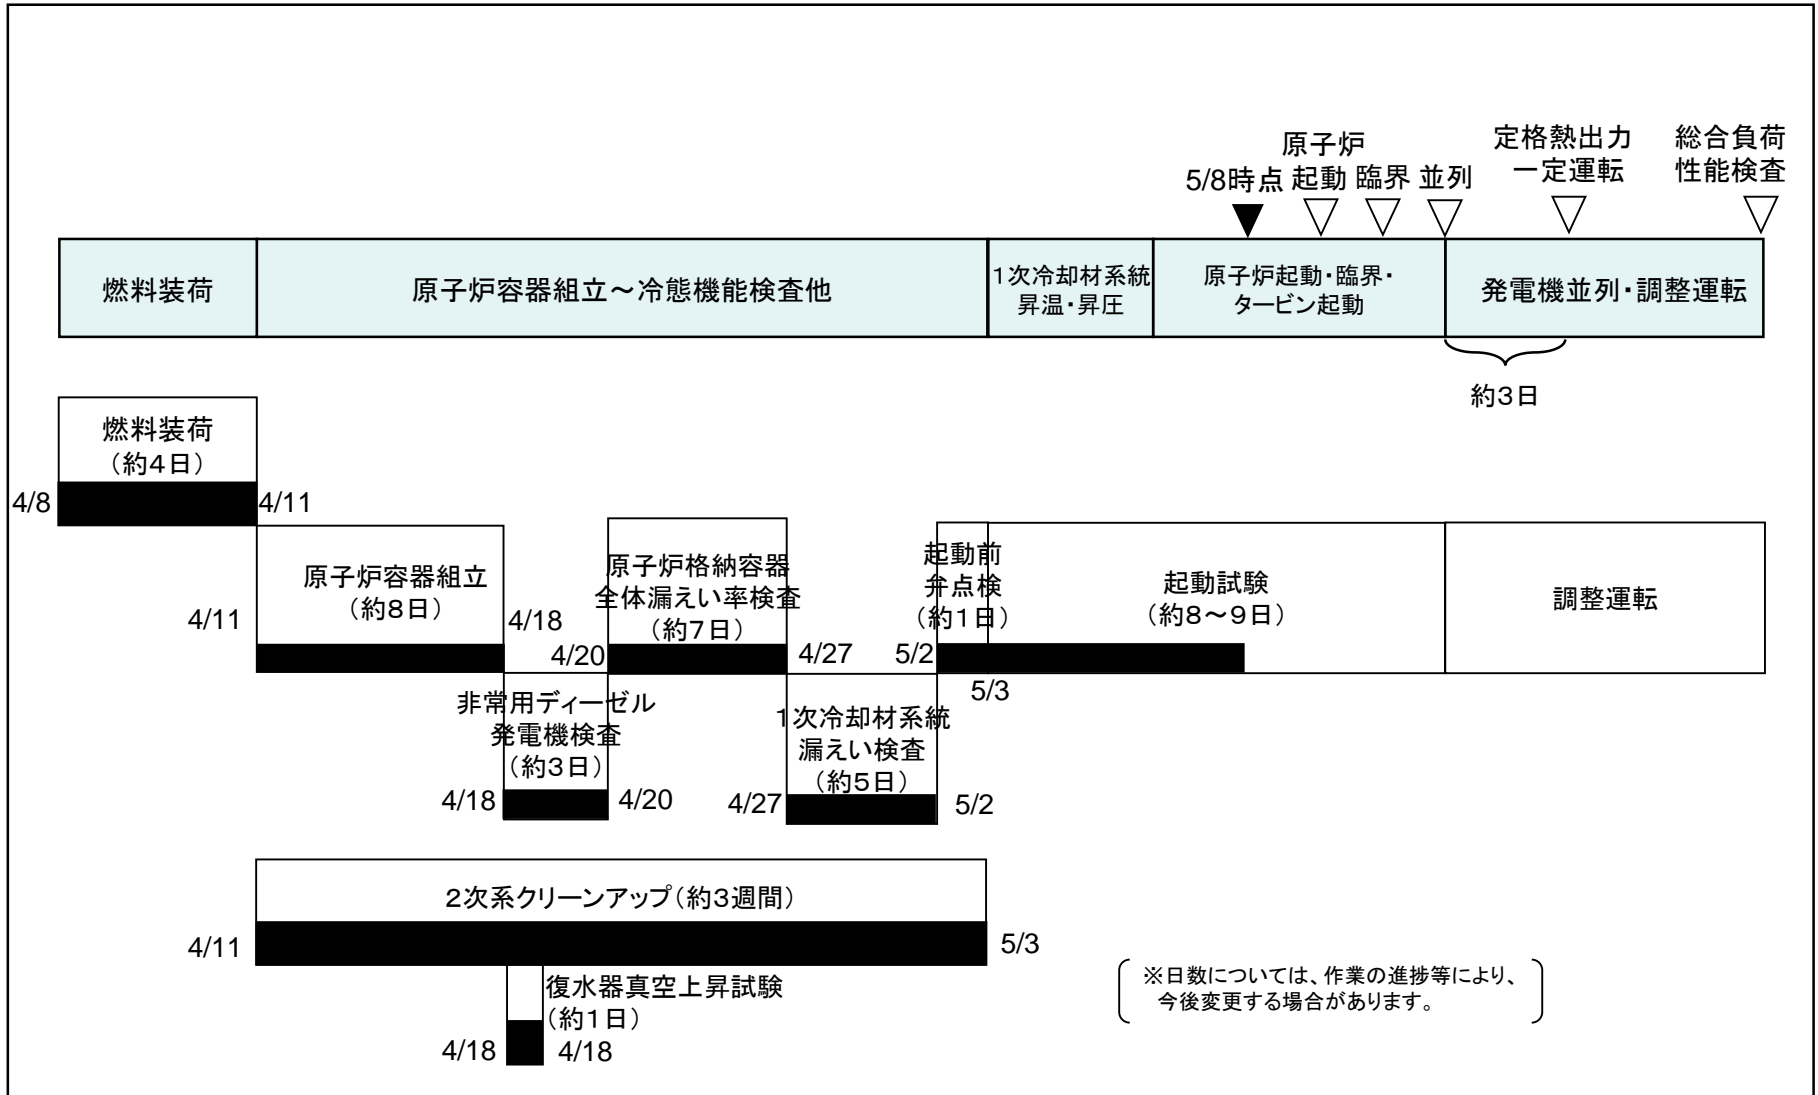 原子炉
5/8時点 起動 臨界 並列
定格熱出力
一定運転
総合負荷
性能検査
燃料装荷
原子炉容器組立～冷態機能検査他
1次冷却材系統
昇温・昇圧
原子炉起動・臨界・
タービン起動
発電機並列・調整運転
約3日
燃料装荷
（約4日）
4/8
4/11
原子炉容器組立
（約8日）
4/11
4/18
原子炉格納容器
全体漏えい率検査
（約7日）
4/20
4/27
起動前
弁点検
（約1日）
5/2
5/3
起動試験
（約8～9日）
調整運転
非常用ディーゼル
発電機検査
（約3日）
4/18
4/20
1次冷却材系統
漏えい検査
（約5日）
4/27
5/2
2次系クリーンアップ（約3週間）
4/11
5/3
復水器真空上昇試験
（約1日）
4/18
4/18
※日数については、作業の進捗等により、
今後変更する場合があります。